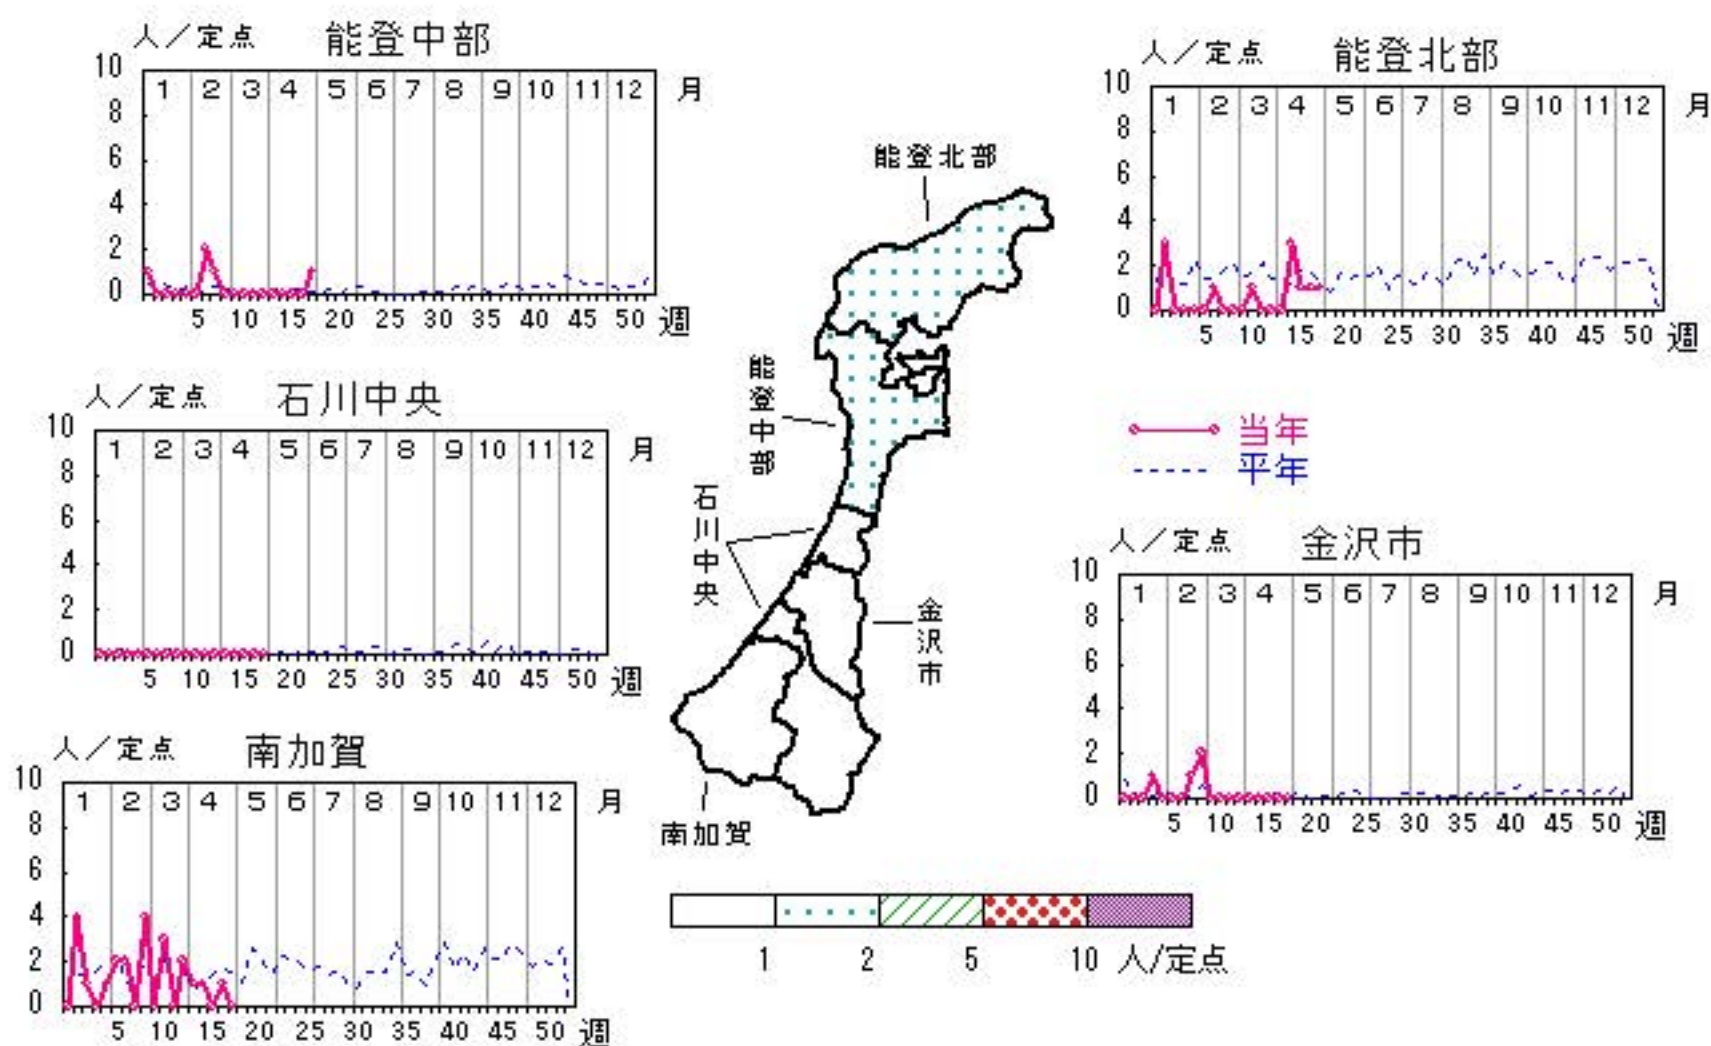 人／定点 能登中部
10 8 6 4 2 0
1 2 3 4 5 6 7 8 9 10 11 12 月
5 10 15 20 25 30 35 40 45 50 週
人／定点 能登北部
10 8 6 4 2 0
1 2 3 4 5 6 7 8 9 10 11 12 月
5 10 15 20 25 30 35 40 45 50 週
能登北部
能登中部
石川中央
金沢市
南加賀
人／定点 石川中央
10 8 6 4 2 0
1 2 3 4 5 6 7 8 9 10 11 12 月
5 10 15 20 25 30 35 40 45 50 週
当年
平年
人／定点 金沢市
10 8 6 4 2 0
1 2 3 4 5 6 7 8 9 10 11 12 月
5 10 15 20 25 30 35 40 45 50 週
人／定点 南加賀
10 8 6 4 2 0
1 2 3 4 5 6 7 8 9 10 11 12 月
5 10 15 20 25 30 35 40 45 50 週
1 2 5 10 人/定点